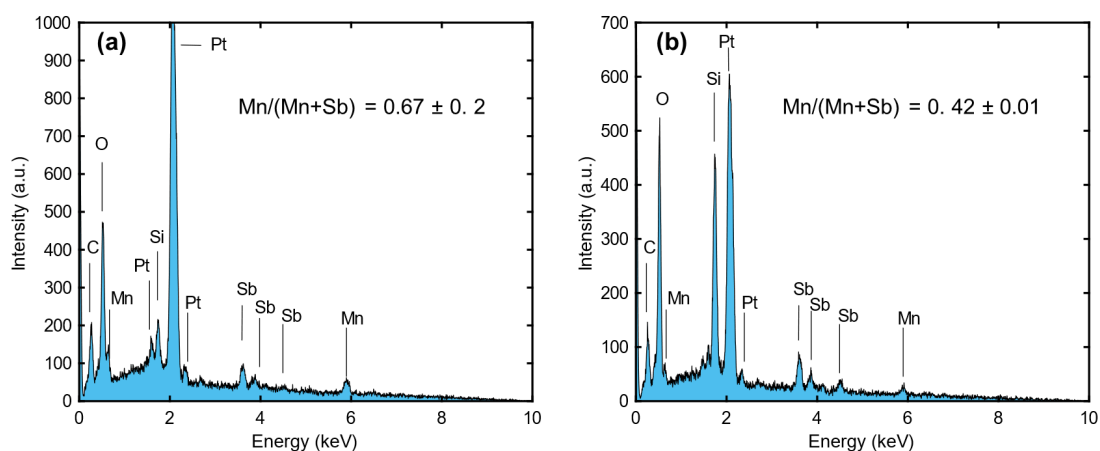 (a)
Pt
Mn/(Mn+Sb) = 0.67 ± 0. 2
O
C
Si
Pt
Mn
Pt
Sb
Sb
Sb
Mn
1000
900
800
700
600
500
400
300
200
100
0
0 2 4 6 8 10
Intensity (a.u.)
Energy (keV)
(b)
Pt
Si
Mn/(Mn+Sb) = 0. 42 ± 0.01
O
C
Mn
Pt
Sb
Sb
Sb
Mn
700
600
500
400
300
200
100
0
0 2 4 6 8 10
Intensity (a.u.)
Energy (keV)